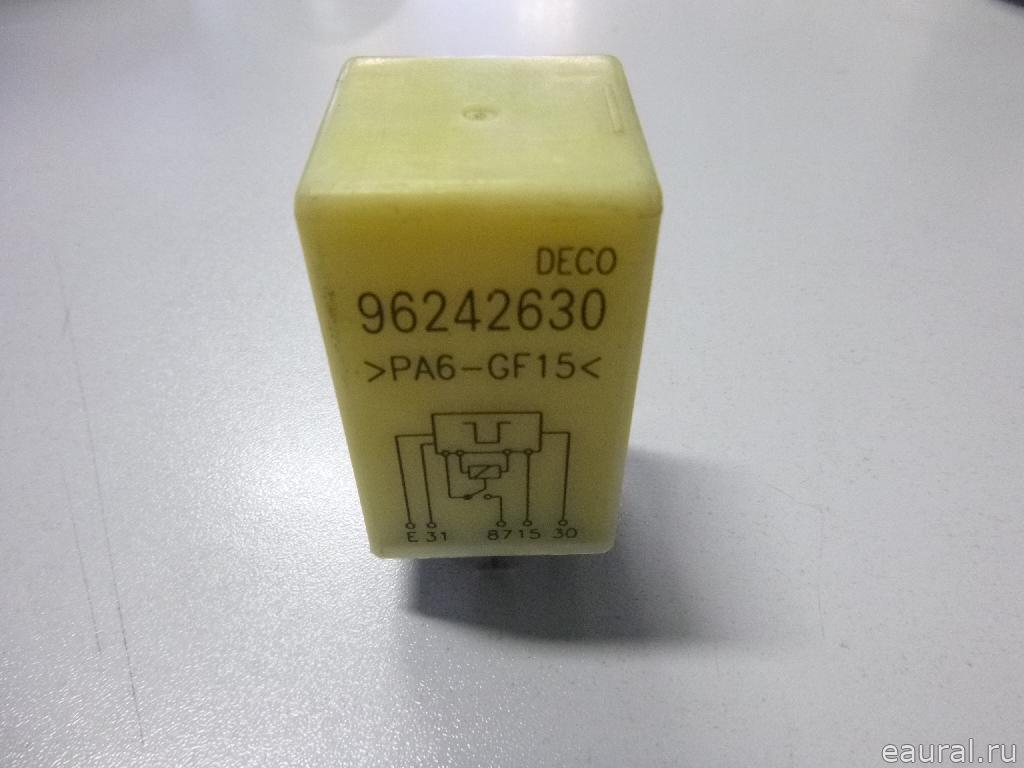 DECO
96242630
>PA6-GF15<
E 31 87 15 30
eaural.ru